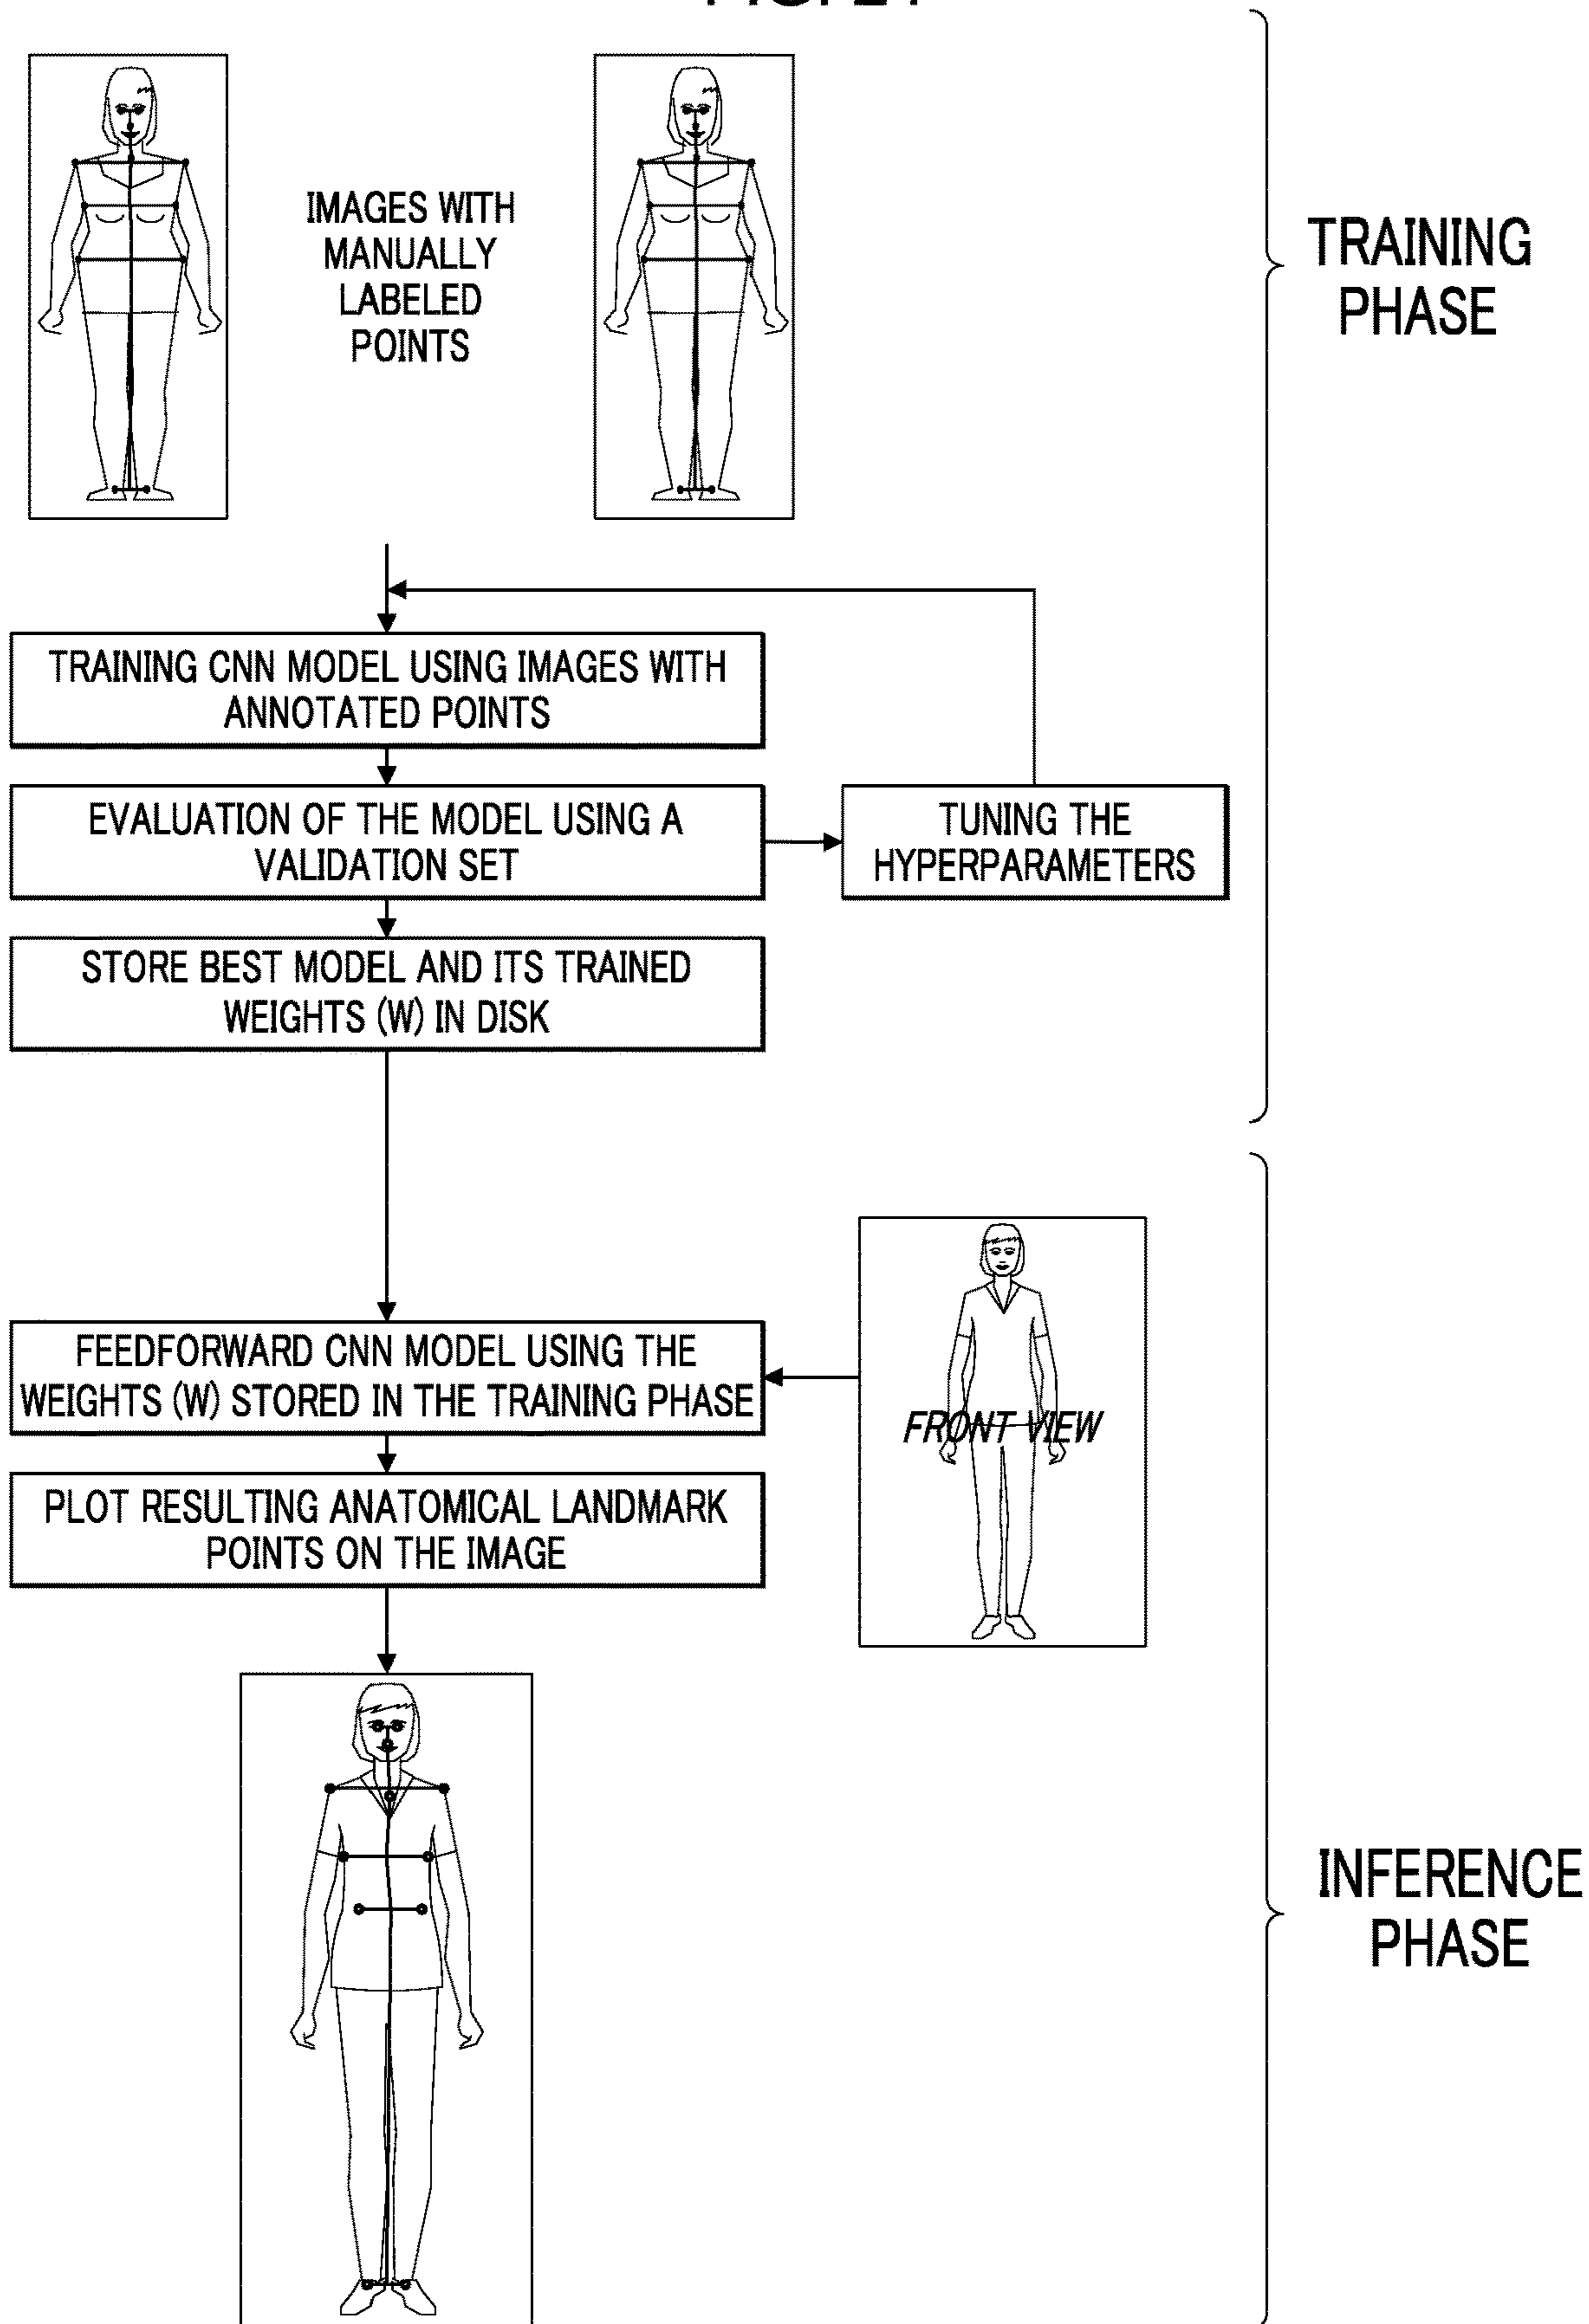 IMAGES WITH
MANUALLY
LABELED
POINTS
TRAINING
PHASE
TRAINING CNN MODEL USING IMAGES WITH
ANNOTATED POINTS
EVALUATION OF THE MODEL USING A
VALIDATION SET
TUNING THE
HYPERPARAMETERS
STORE BEST MODEL AND ITS TRAINED
WEIGHTS (W) IN DISK
FEEDFORWARD CNN MODEL USING THE
WEIGHTS (W) STORED IN THE TRAINING PHASE
FRONT VIEW
PLOT RESULTING ANATOMICAL LANDMARK
POINTS ON THE IMAGE
INFERENCE
PHASE